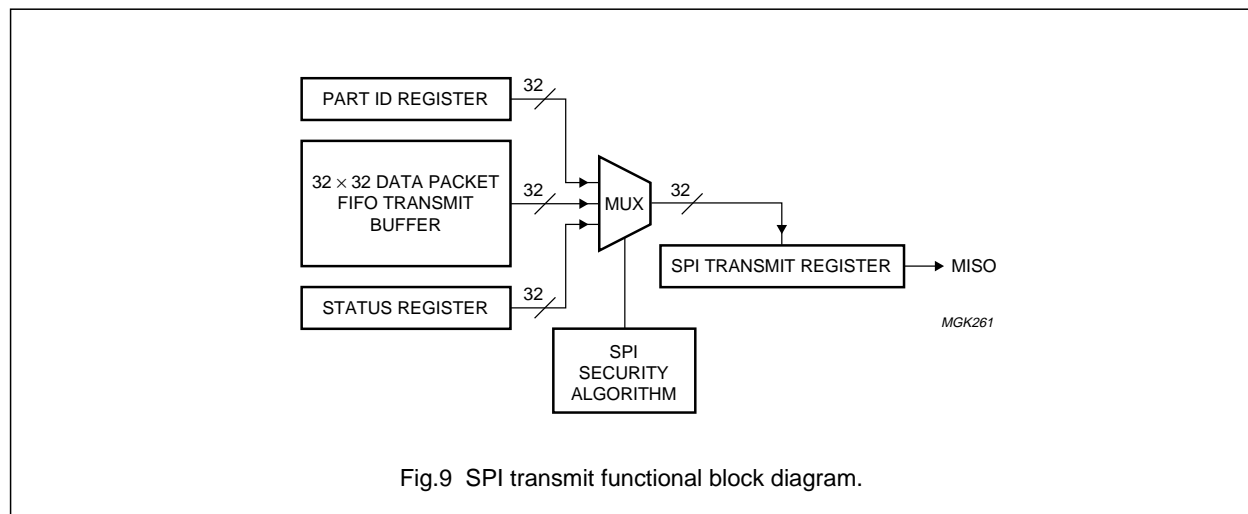 PART ID REGISTER
32
32 × 32 DATA PACKET
FIFO TRANSMIT
BUFFER
32
MUX
32
SPI TRANSMIT REGISTER
MISO
STATUS REGISTER
32
MGK261
SPI
SECURITY
ALGORITHM
Fig.9 SPI transmit functional block diagram.